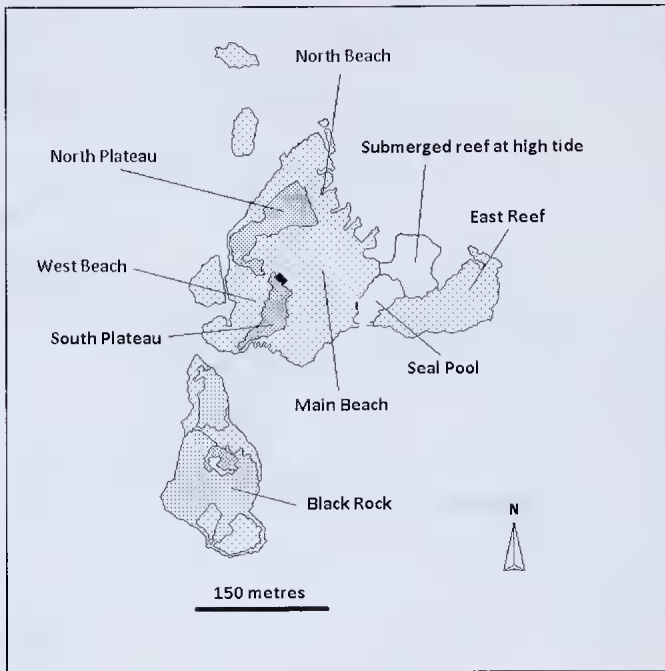 North Beach
Submerged reef at high tide
North Plateau
East Reef
West Beach
South Plateau
Seal Pool
Main Beach
Black Rock
N
150 metres